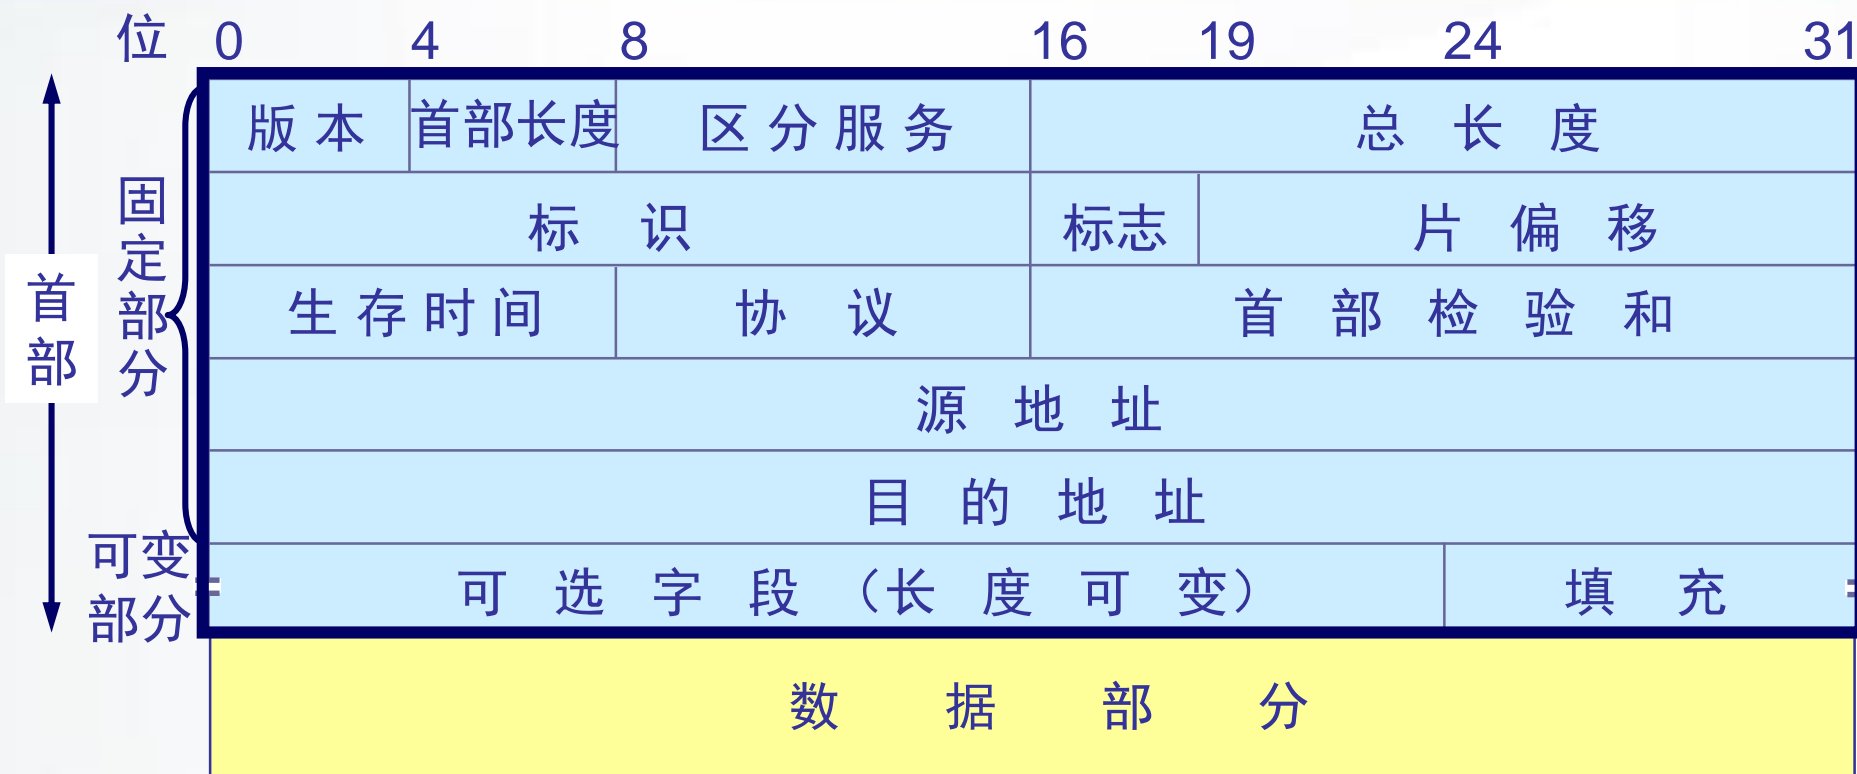 位 0 4 8 16 19 24 31
版本 首部长度 区分服务 总长度
标识 标志 片偏移
生存时间 协议 首部检验和
源地址
目的地址
可选字段（长度可变） 填充
数据部分
首部
固定部分
可变
部分